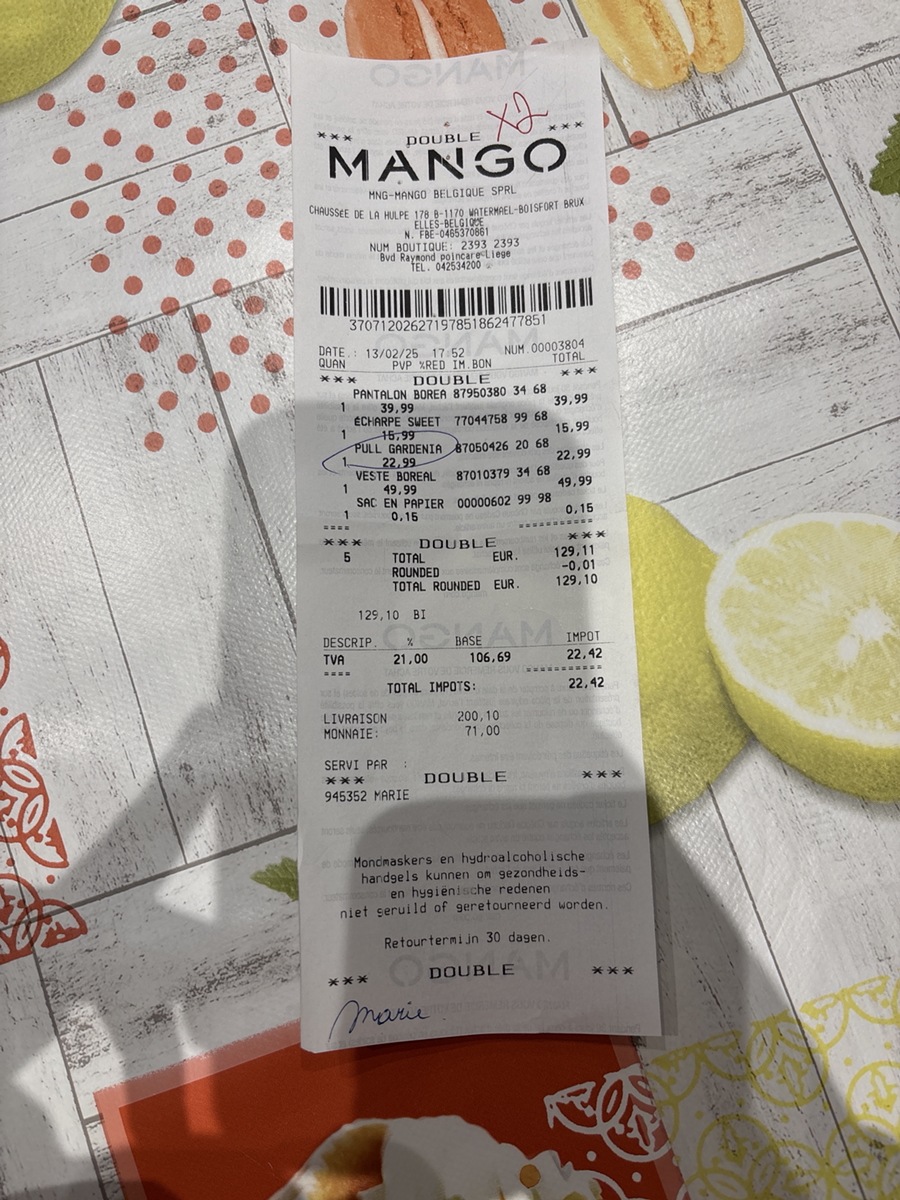 X2
*** DOUBLE ***
MANGO
MNG-MANGO BELGIQUE SPRL
CHAUSSEE DE LA HULPE 178 B-1170 WATERMAEL-BOISFORT BRUX
ELLES-BELGIQUE
N. FBE-0465370861
NUM BOUTIQUE: 2393 2393
Bvd Raymond poincare-Liege
TEL. 042534200
37071202627197851862477851
DATE.: 13/02/25 17 52 NUM.00003804
QUAN PVP %RED IM.BON TOTAL
*** DOUBLE ***
PANTALON BOREA 87950380 34 68
1 39,99 39,99
ÉCHARPE SWEET 77044758 99 68
1 15,99 15,99
PULL GARDENIA 87050426 20 68
1 22,99 22,99
VESTE BOREAL 87010379 34 68
1 49,99 49,99
SAC EN PAPIER 00000602 99 98
1 0,15 0,15
==== ===========
*** DOUBLE ***
5 TOTAL EUR. 129,11
ROUNDED -0,01
TOTAL ROUNDED EUR. 129,10
129,10 BI
DESCRIP. % BASE IMPOT
TVA 21,00 106,69 22,42
==== ===========
TOTAL IMPOTS: 22,42
LIVRAISON 200,10
MONNAIE: 71,00
SERVI PAR :
*** DOUBLE ***
945352 MARIE
Mondmaskers en hydroalcoholische
handgels kunnen om gezondheids-
en hygiënische redenen
niet geruild of geretourneerd worden.
Retourtermijn 30 dagen.
*** DOUBLE ***
Marie